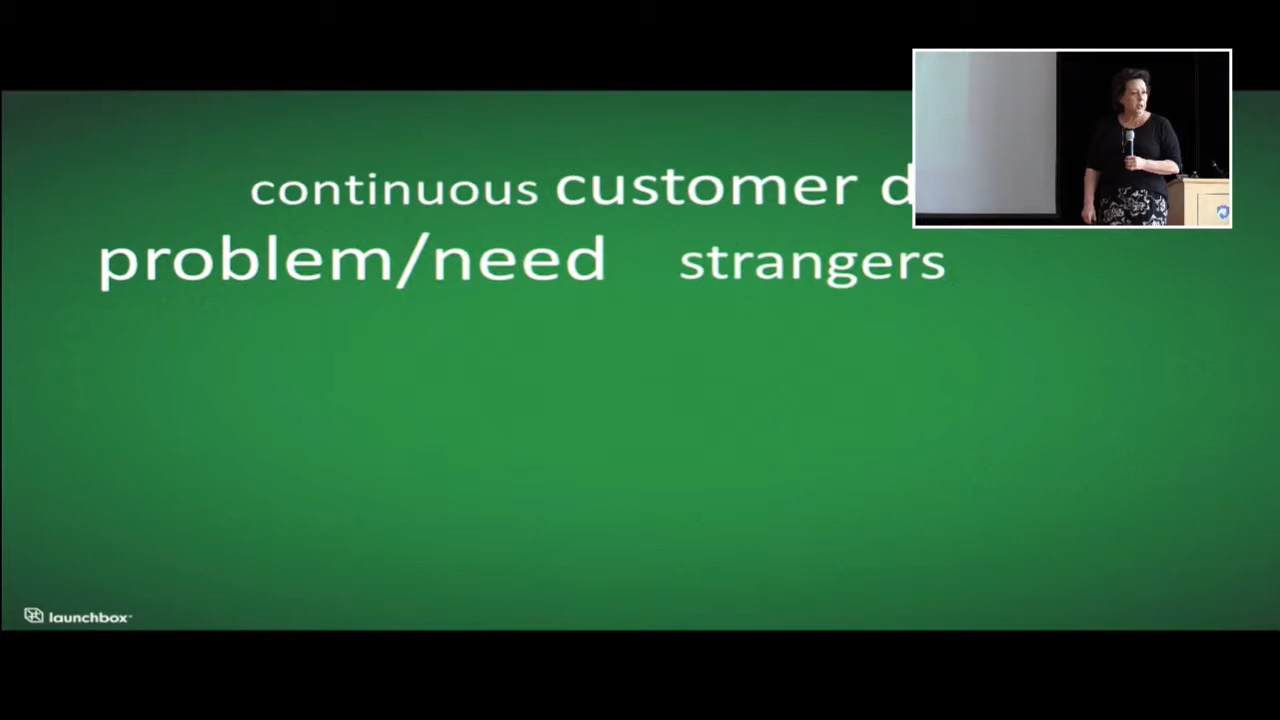 continuous customer d
problem/need strangers
launchbox